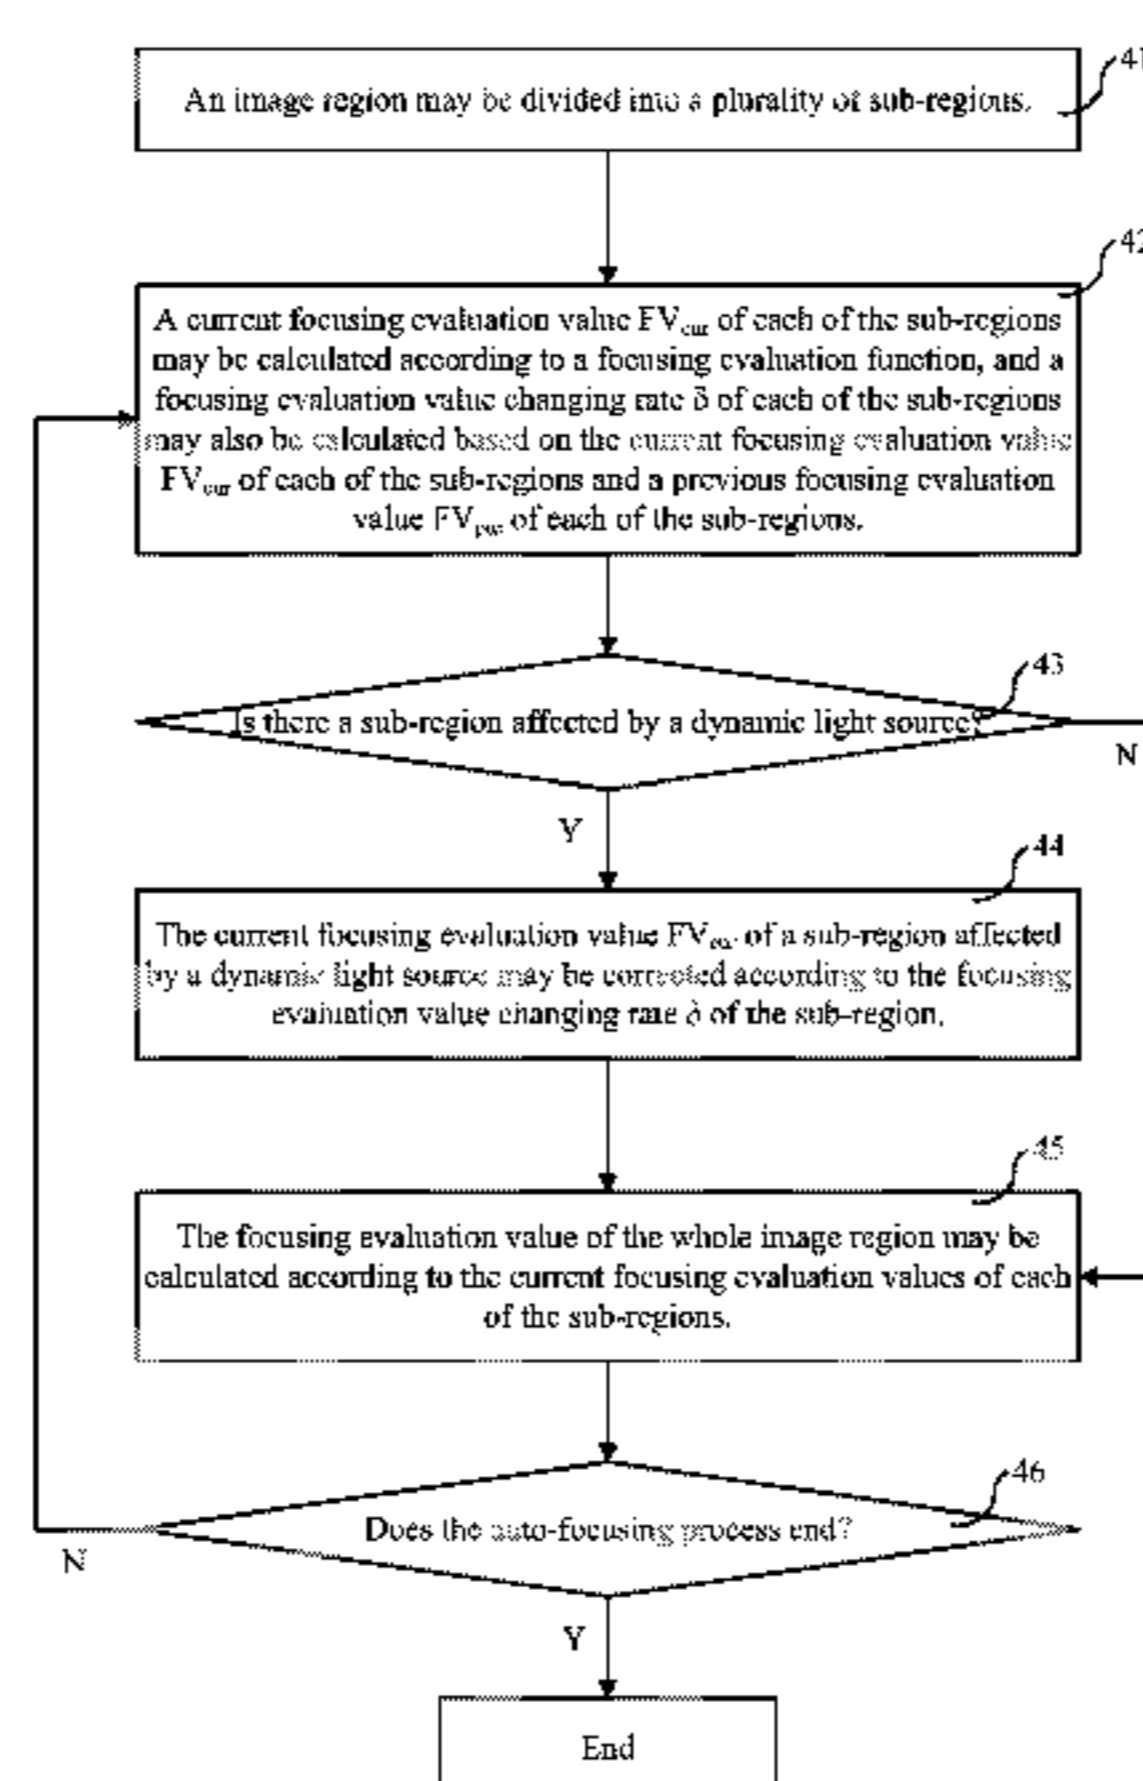 An image region may be divided into a plurality of sub-regions.
41
42
A current focusing evaluation value FVcur of each of the sub-regions
may be calculated according to a focusing evaluation function, and a
focusing evaluation value changing rate δ of each of the sub-regions
may also be calculated based on the current focusing evaluation value
FVcur of each of the sub-regions and a previous focusing evaluation
value FVpre of each of the sub-regions.
43
Is there a sub-region affected by a dynamic light source?
N
Y
44
The current focusing evaluation value FVcur of a sub-region affected
by a dynamic light source may be corrected according to the focusing
evaluation value changing rate δ of the sub-region.
45
The focusing evaluation value of the whole image region may be
calculated according to the current focusing evaluation values of each
of the sub-regions.
46
Does the auto-focusing process end?
N
Y
End